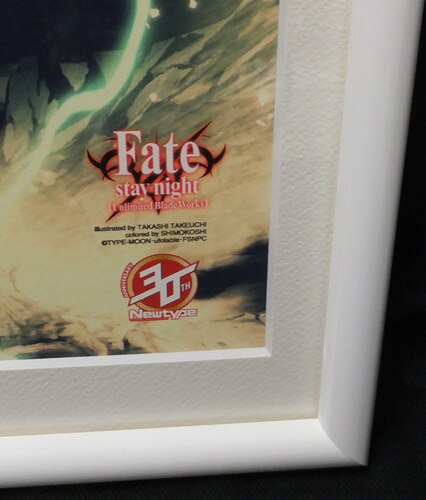 Fate
stay night
[Unlimited Blade Works]
illustrated by TAKASHI TAKEUCHI
colored by SHIMOKOSHI
©TYPE-MOON・ufotable・FSNPC
ANNIVERSARY
30TH
Newtype